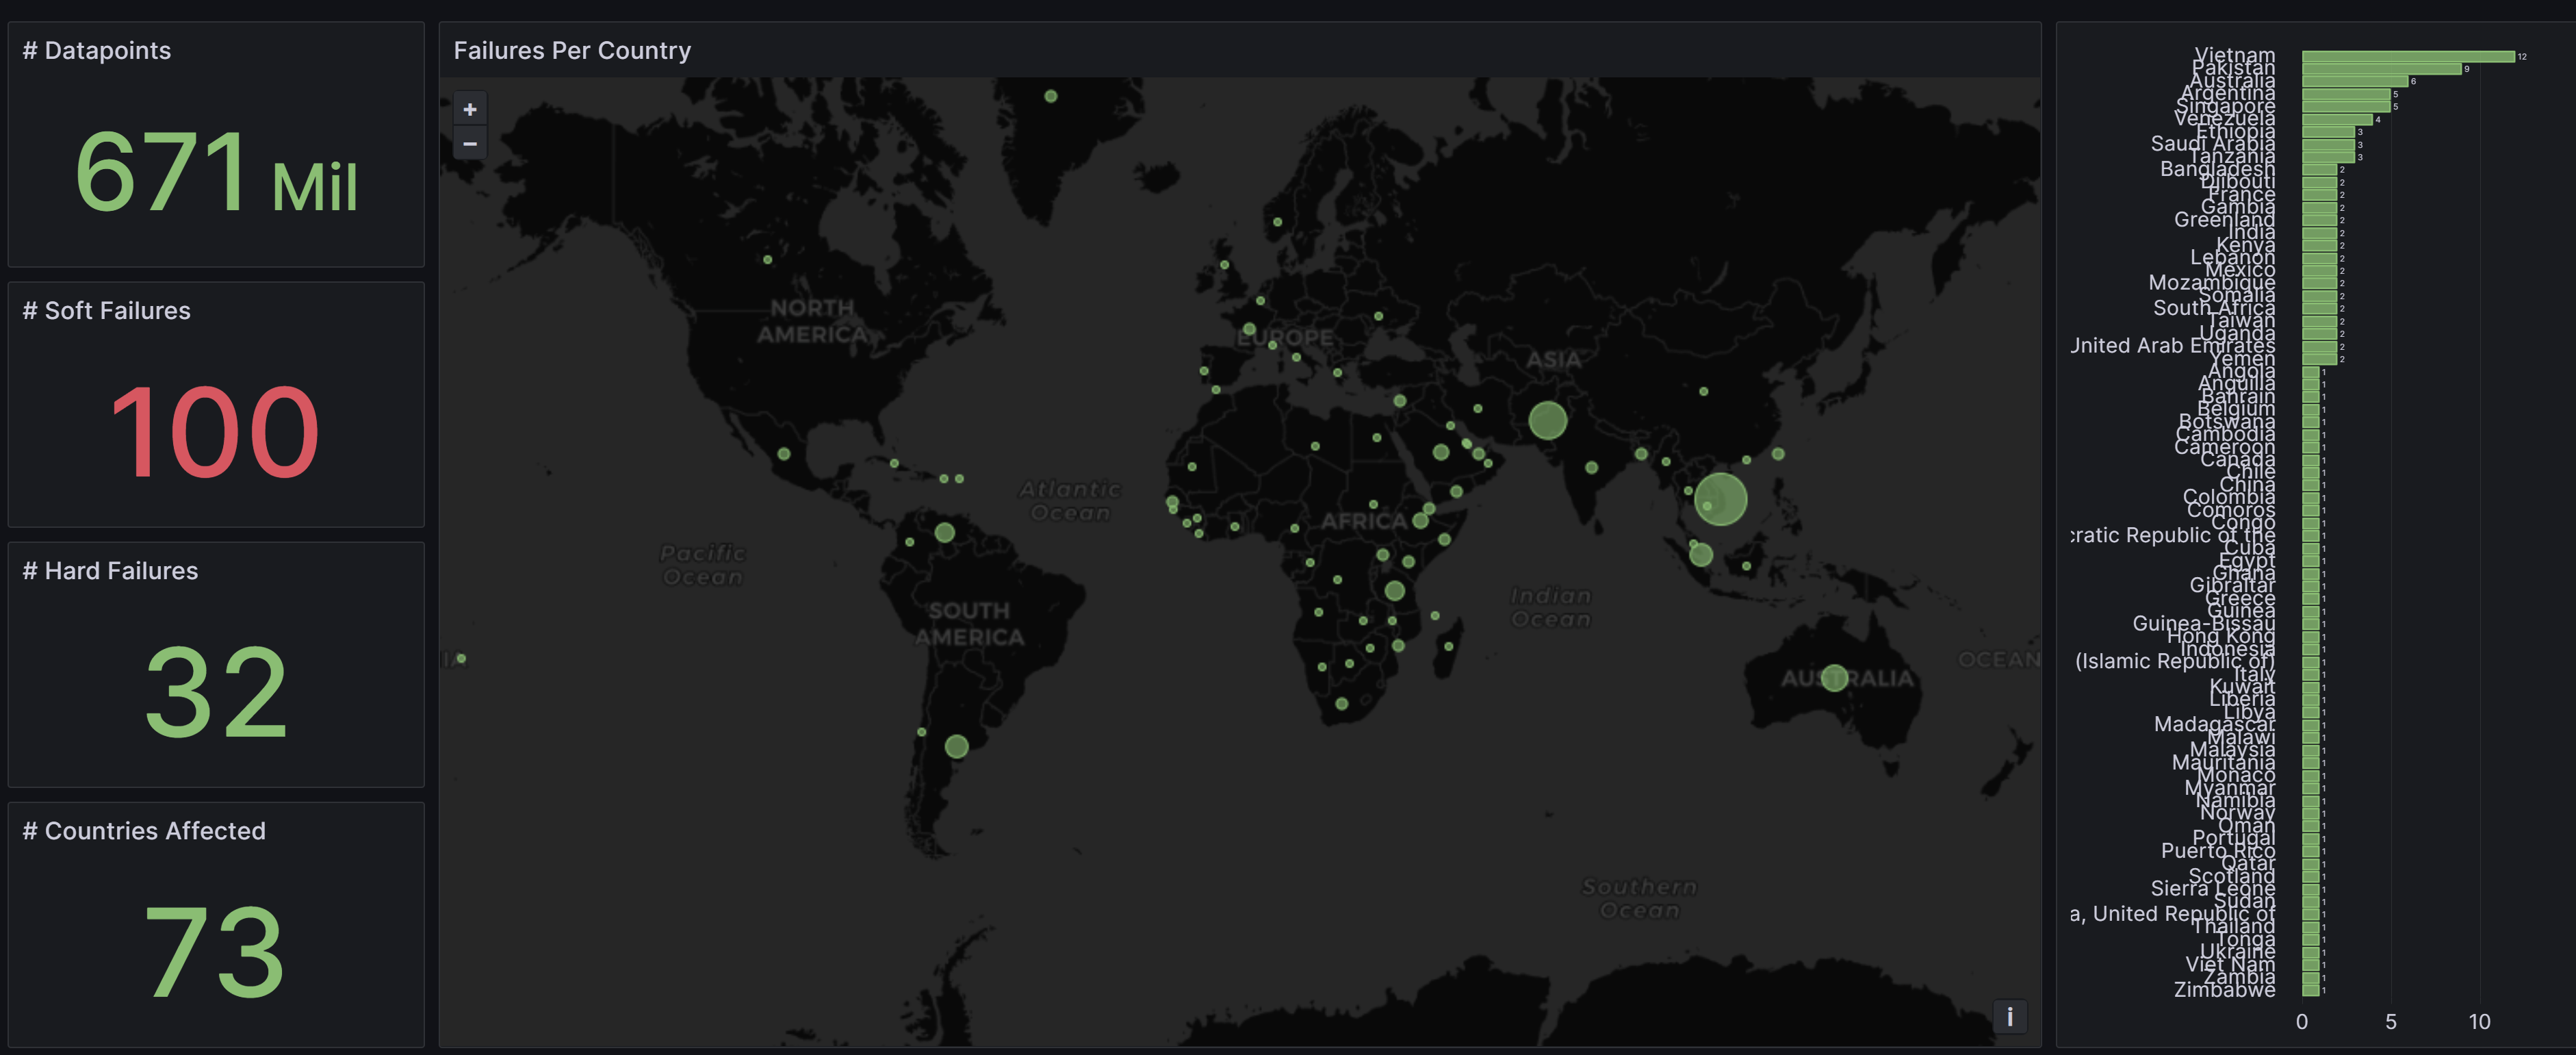 # Datapoints
671 Mil
# Soft Failures
100
# Hard Failures
32
# Countries Affected
73
Failures Per Country
+
−
NORTH
AMERICA
EUROPE
ASIA
Atlantic
Ocean
AFRICA
Pacific
Ocean
SOUTH
AMERICA
Indian
Ocean
AUSTRALIA
IA
OCEAN
Southern
Ocean
i
Vietnam 12
Pakistan 9
Australia 6
Argentina 5
Singapore 5
Venezuela 4
Ethiopia 3
Saudi Arabia 3
Tanzania 3
Bangladesh 2
Djibouti 2
France 2
Gambia 2
Greenland 2
India 2
Kenya 2
Lebanon 2
Mexico 2
Mozambique 2
Somalia 2
South Africa 2
Taiwan 2
Uganda 2
United Arab Emirates 2
Yemen 2
Angola 1
Anguilla 1
Bahrain 1
Belgium 1
Botswana 1
Cambodia 1
Cameroon 1
Canada 1
Chile 1
China 1
Colombia 1
Comoros 1
Congo 1
cratic Republic of the 1
Cuba 1
Egypt 1
Ghana 1
Gibraltar 1
Greece 1
Guinea 1
Guinea-Bissau 1
Hong Kong 1
Indonesia 1
(Islamic Republic of) 1
Italy 1
Kuwait 1
Liberia 1
Libya 1
Madagascar 1
Malawi 1
Malaysia 1
Mauritania 1
Monaco 1
Myanmar 1
Namibia 1
Norway 1
Oman 1
Portugal 1
Puerto Rico 1
Qatar 1
Scotland 1
Sierra Leone 1
Sudan 1
a, United Republic of 1
Thailand 1
Tonga 1
Ukraine 1
Viet Nam 1
Zambia 1
Zimbabwe 1
0 5 10